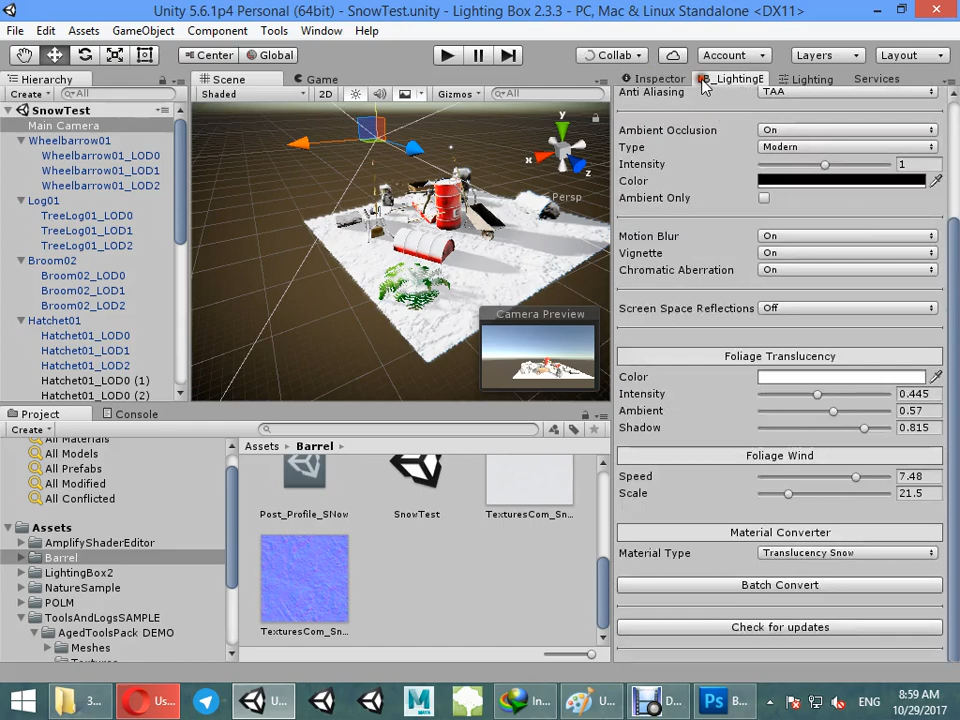 Unity 5.6.1p4 Personal (64bit) - SnowTest.unity - Lighting Box 2.3.3 - PC, Mac & Linux Standalone <DX11>
File Edit Assets GameObject Component Tools Window Help
Center Global Collab Account Layers Layout
Hierarchy Scene Game Inspector LB_LightingE Lighting Services
Create All Shaded 2D Gizmos All
SnowTest
Main Camera
Wheelbarrow01
Wheelbarrow01_LOD0
Wheelbarrow01_LOD1
Wheelbarrow01_LOD2
Log01
TreeLog01_LOD0
TreeLog01_LOD1
TreeLog01_LOD2
Broom02
Broom02_LOD0
Broom02_LOD1
Broom02_LOD2
Hatchet01
Hatchet01_LOD0
Hatchet01_LOD1
Hatchet01_LOD2
Hatchet01_LOD0 (1)
Hatchet01_LOD0 (2)
y
x
z
Persp
Camera Preview
Anti Aliasing TAA
Ambient Occlusion On
Type Modern
Intensity 1
Color
Ambient Only
Motion Blur On
Vignette On
Chromatic Aberration On
Screen Space Reflections Off
Foliage Translucency
Color
Intensity 0.445
Ambient 0.57
Shadow 0.815
Foliage Wind
Speed 7.48
Scale 21.5
Material Converter
Material Type Translucency Snow
Batch Convert
Check for updates
Project Console
Create
All Materials
All Models
All Prefabs
All Modified
All Conflicted
Assets
AmplifyShaderEditor
Barrel
LightingBox2
NatureSample
POLM
ToolsAndLogsSAMPLE
AgedToolsPack DEMO
Meshes
Assets Barrel
Post_Profile_SNow SnowTest TexturesCom_Sn...
TexturesCom_Sn...
3... Us... U... In... U... D... B...
ENG
8:59 AM
10/29/2017